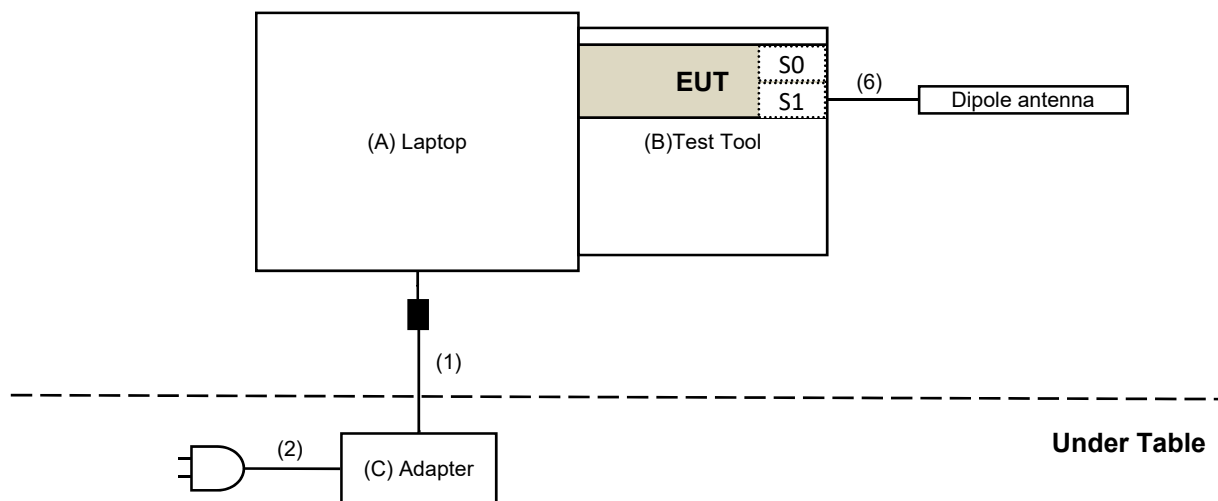 S0
EUT
S1
(6)
Dipole antenna
(A) Laptop
(B)Test Tool
(1)
Under Table
(2)
(C) Adapter